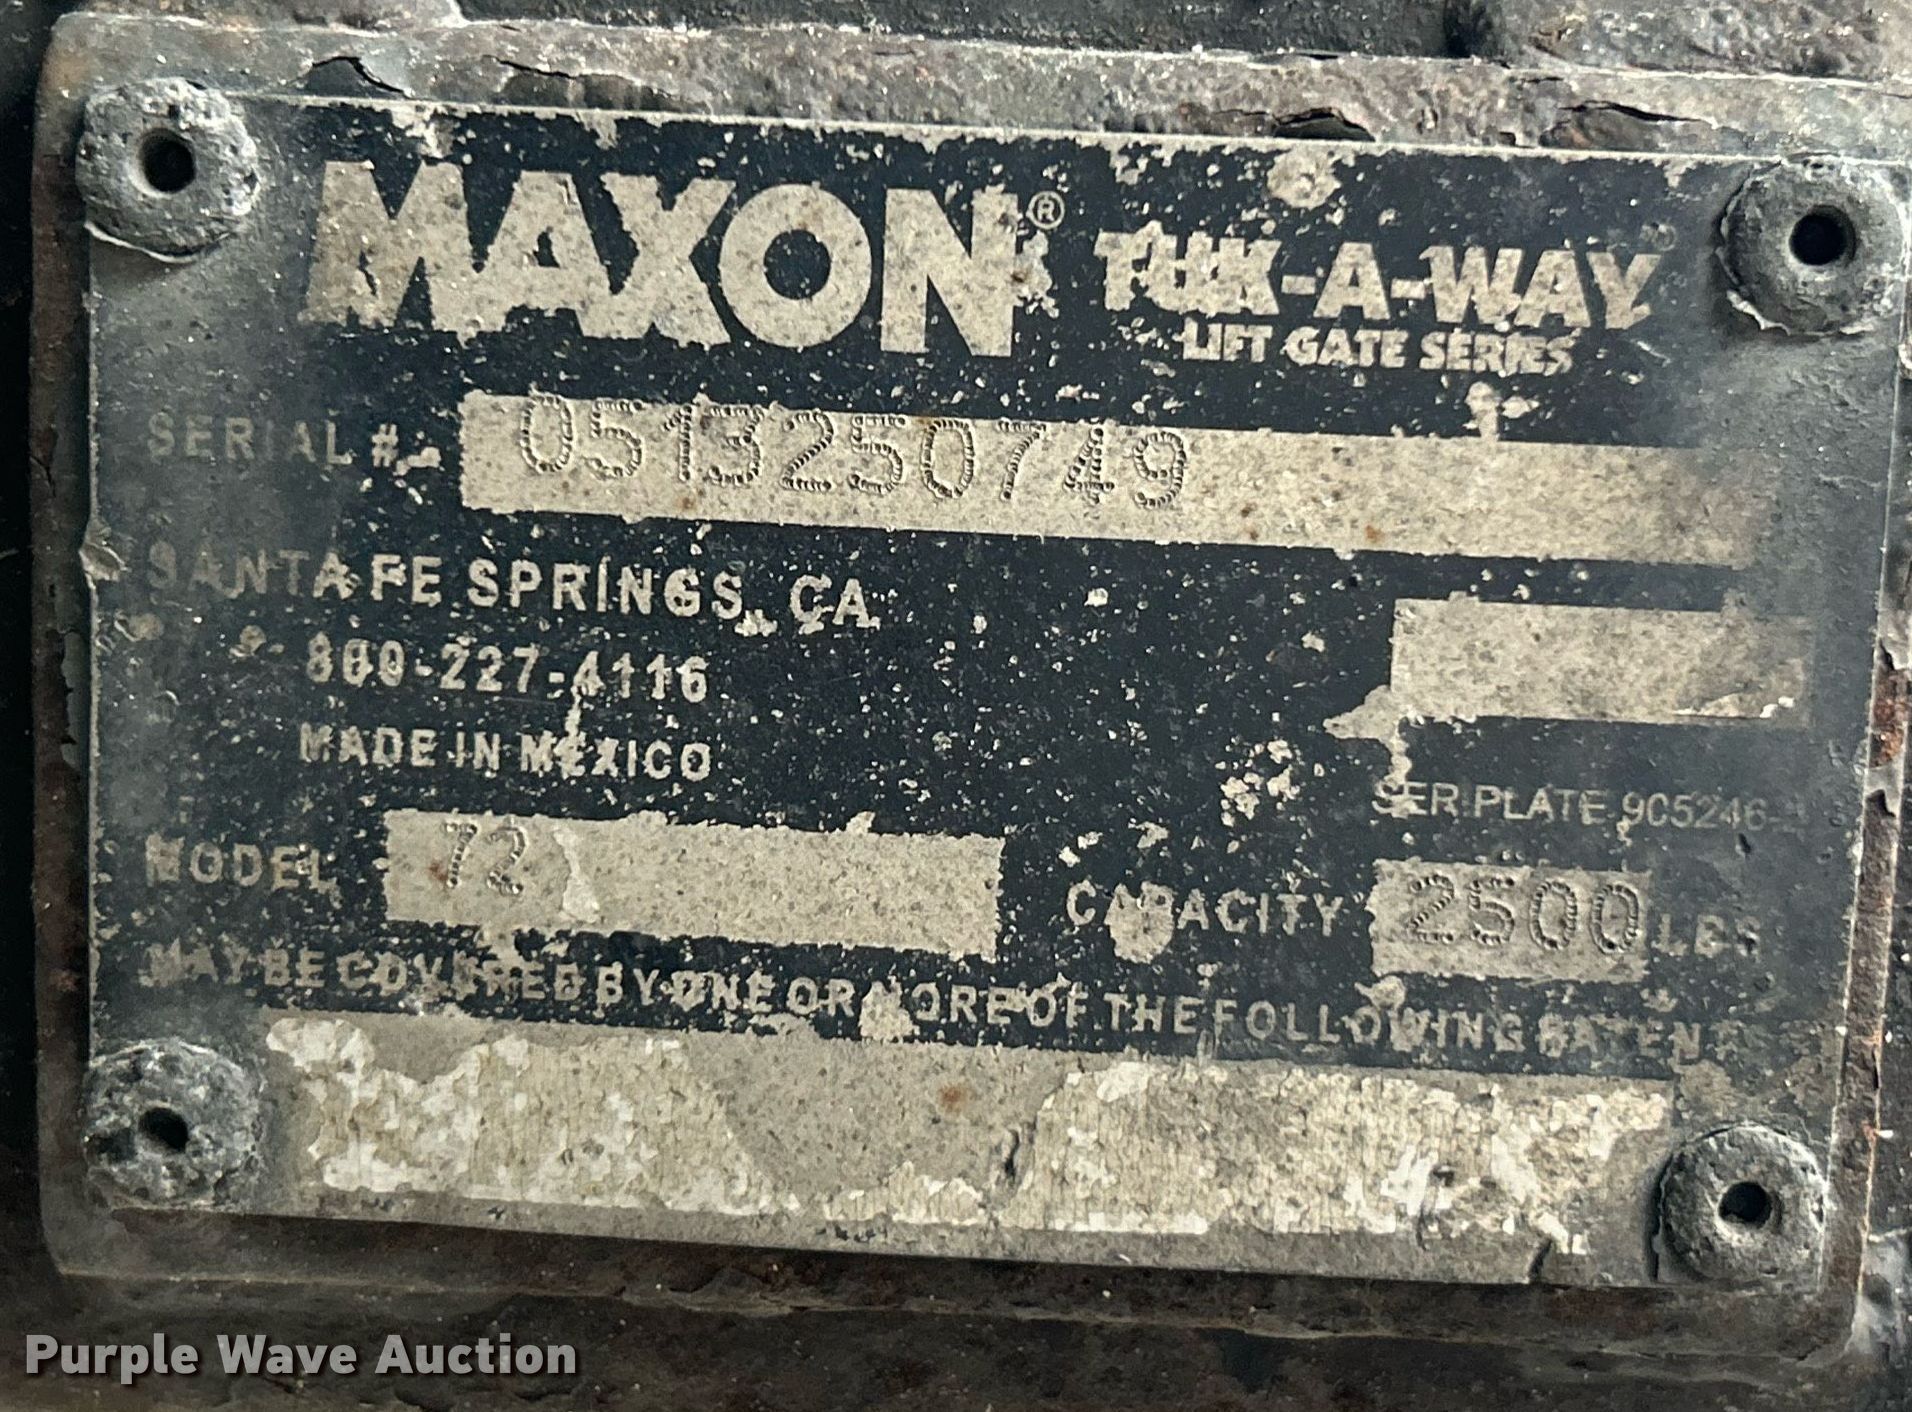 MAXON® TUK-A-WAY™
LIFT GATE SERIES
SERIAL # 0513250749
SANTA FE SPRINGS, CA.
800-227-4116
MADE IN MEXICO
SER PLATE 905246-
MODEL 72
CAPACITY 2500 LBS
MAY BE COVERED BY ONE OR MORE OF THE FOLLOWING PATENTS
Purple Wave Auction